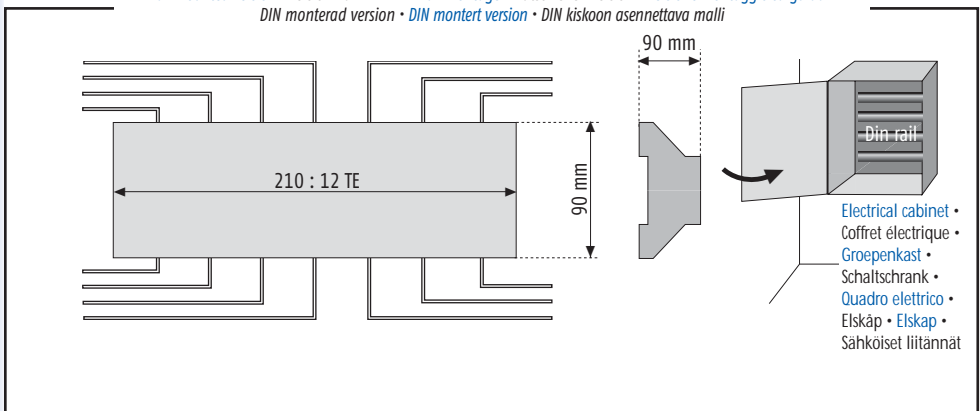 DIN monterad version • DIN montert version • DIN kiskoon asennettava malli
90 mm
210 : 12 TE
90 mm
Din rail
Electrical cabinet •
Coffret électrique •
Groepenkast •
Schaltschrank •
Quadro elettrico •
Elskåp • Elskap •
Sähköiset liitännät